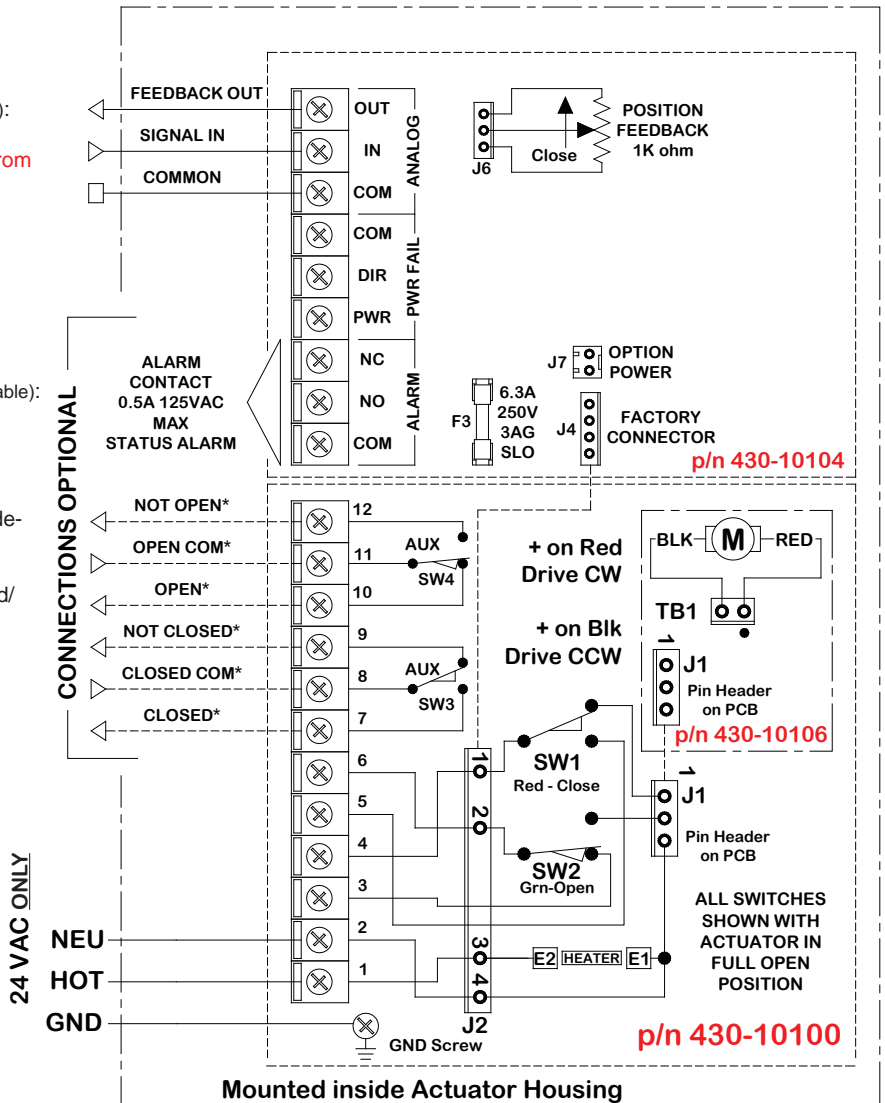 ):
rom
able):
de-
d/
FEEDBACK OUT
SIGNAL IN
COMMON
OUT
IN
COM
ANALOG
COM
DIR
PWR
PWR FAIL
NC
NO
COM
ALARM
J6
Close
POSITION
FEEDBACK
1K ohm
CONNECTIONS OPTIONAL
ALARM
CONTACT
0.5A 125VAC
MAX
STATUS ALARM
F3
6.3A
250V
3AG
SLO
J7
OPTION
POWER
J4
FACTORY
CONNECTOR
p/n 430-10104
NOT OPEN*
OPEN COM*
OPEN*
NOT CLOSED*
CLOSED COM*
CLOSED*
12
11
10
9
8
7
6
5
4
3
2
1
AUX
SW4
AUX
SW3
+ on Red
Drive CW
+ on Blk
Drive CCW
BLK
M
RED
TB1
1
J1
Pin Header
on PCB
p/n 430-10106
SW1
Red - Close
SW2
Grn-Open
1
2
3
4
J2
1
J1
Pin Header
on PCB
E2
HEATER
E1
ALL SWITCHES
SHOWN WITH
ACTUATOR IN
FULL OPEN
POSITION
24 VAC ONLY
NEU
HOT
GND
GND Screw
p/n 430-10100
Mounted inside Actuator Housing